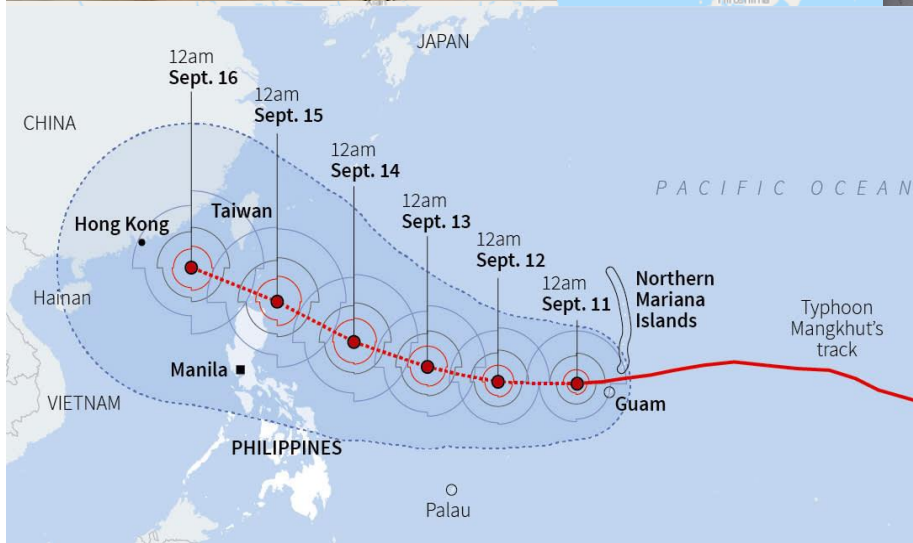 JAPAN
12am
Sept. 16
12am
Sept. 15
CHINA
12am
Sept. 14
PACIFIC OCEAN
12am
Sept. 13
Taiwan
Hong Kong
12am
Sept. 12
12am
Sept. 11
Northern
Mariana
Islands
Hainan
Typhoon
Mangkhut's
track
Manila
VIETNAM
Guam
PHILIPPINES
Palau